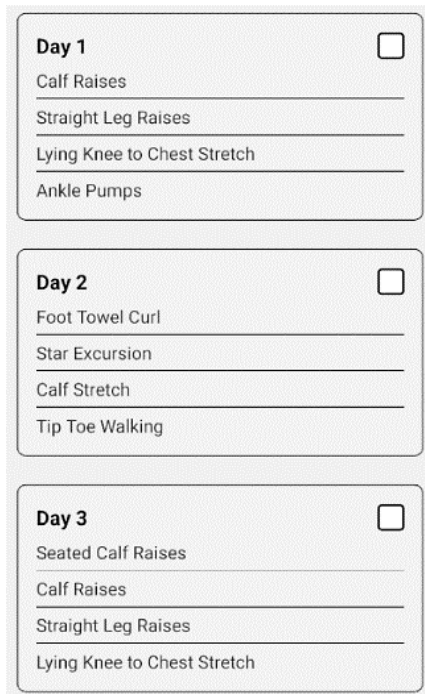 Day 1
Calf Raises
Straight Leg Raises
Lying Knee to Chest Stretch
Ankle Pumps
Day 2
Foot Towel Curl
Star Excursion
Calf Stretch
Tip Toe Walking
Day 3
Seated Calf Raises
Calf Raises
Straight Leg Raises
Lying Knee to Chest Stretch